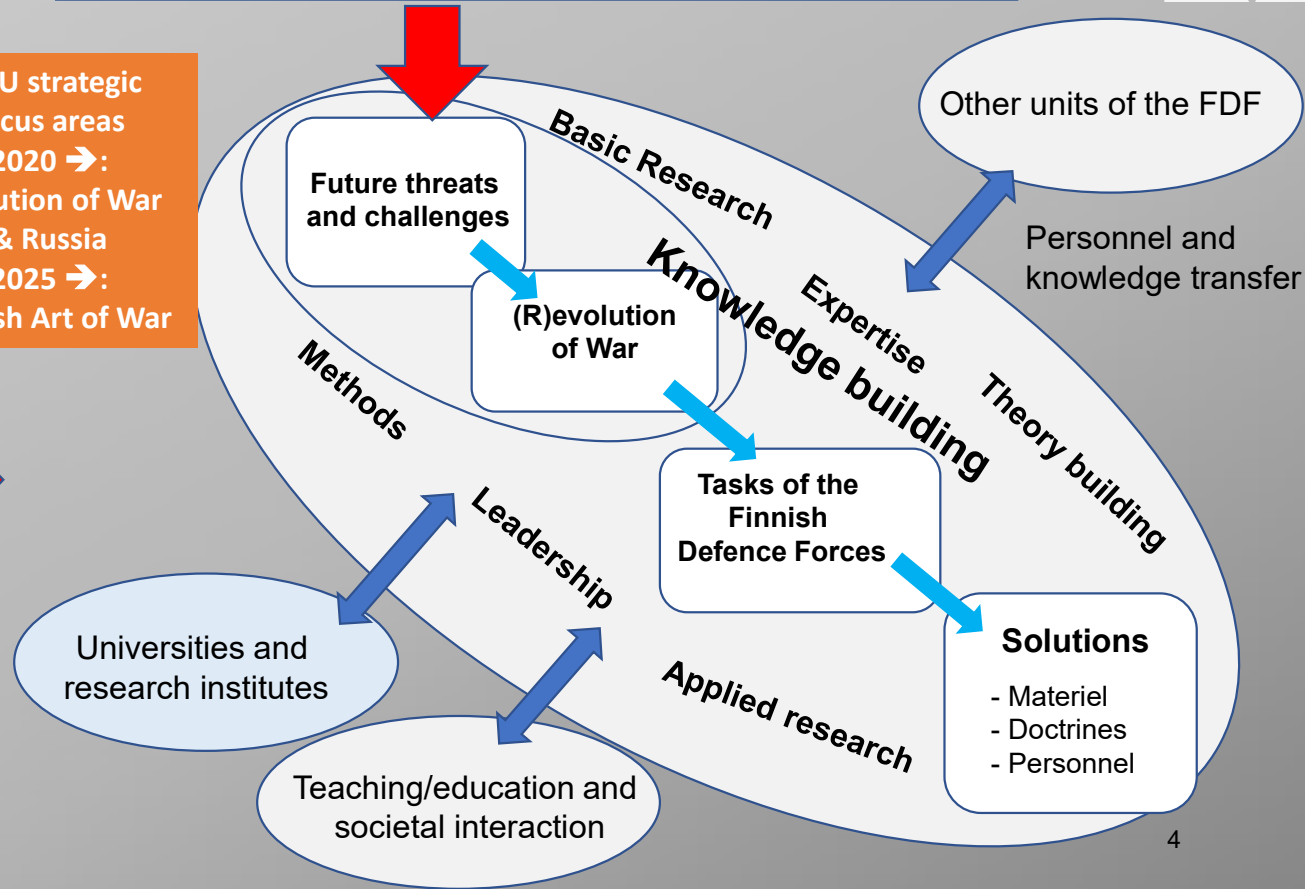 U strategic
cus areas
2020 ➔:
ution of War
& Russia
2025 ➔:
sh Art of War
Future threats
and challenges
(R)evolution
of War
Tasks of the
Finnish
Defence Forces
Solutions
- Materiel
- Doctrines
- Personnel
Basic Research
Knowledge building
Expertise
Theory building
Methods
Leadership
Applied research
Other units of the FDF
Personnel and
knowledge transfer
Universities and
research institutes
Teaching/education and
societal interaction
4